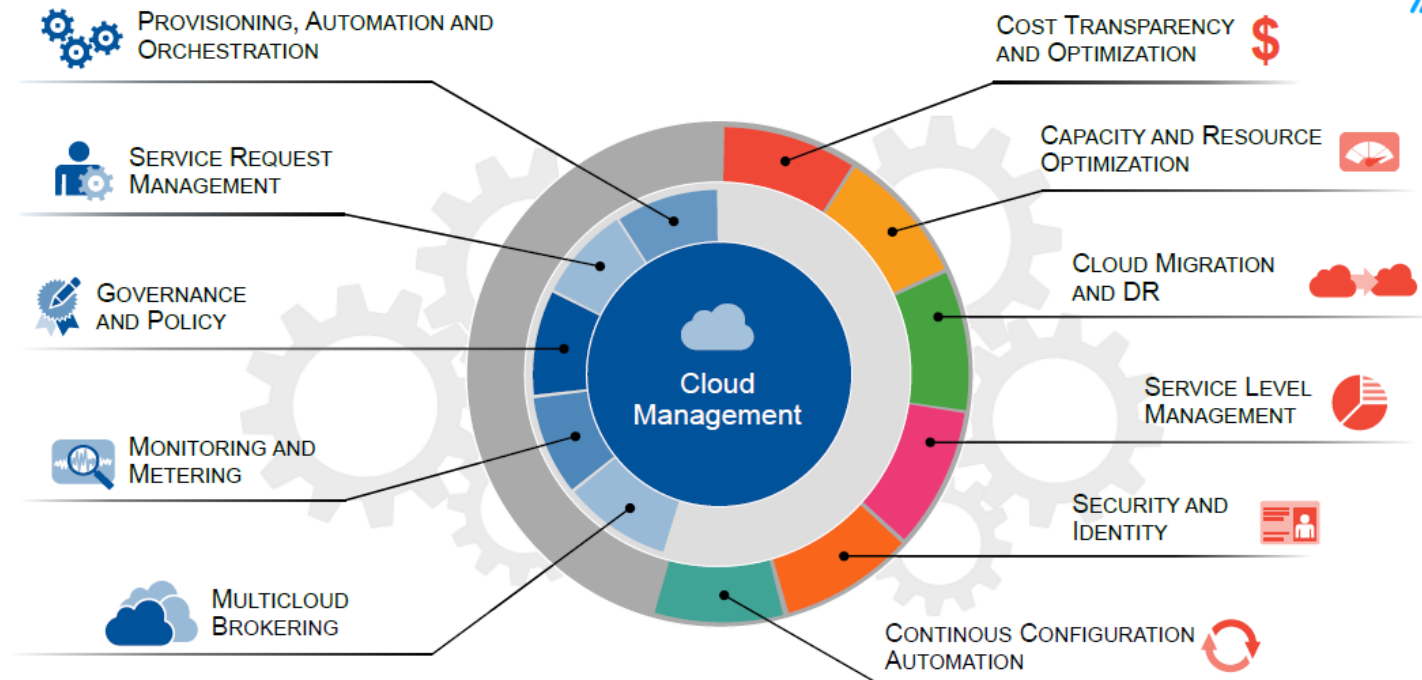 PROVISIONING, AUTOMATION AND
ORCHESTRATION
SERVICE REQUEST
MANAGEMENT
GOVERNANCE
AND POLICY
MONITORING AND
METERING
MULTICLOUD
BROKERING
Cloud
Management
COST TRANSPARENCY
AND OPTIMIZATION
$
CAPACITY AND RESOURCE
OPTIMIZATION
CLOUD MIGRATION
AND DR
SERVICE LEVEL
MANAGEMENT
SECURITY AND
IDENTITY
CONTINOUS CONFIGURATION
AUTOMATION